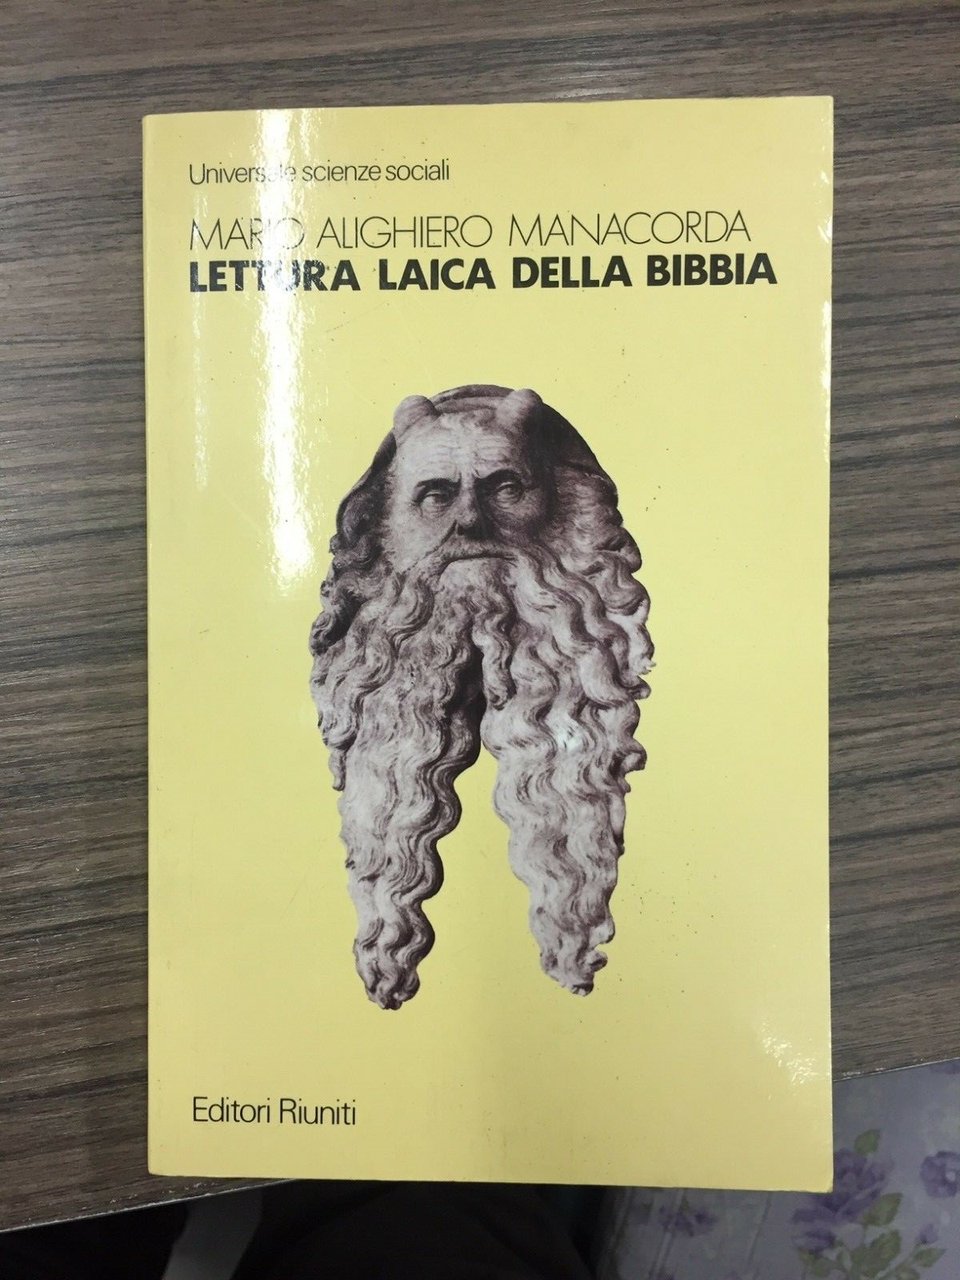 Universale scienze sociali
MARIO ALIGHIERO MANACORDA
LETTURA LAICA DELLA BIBBIA
Editori Riuniti